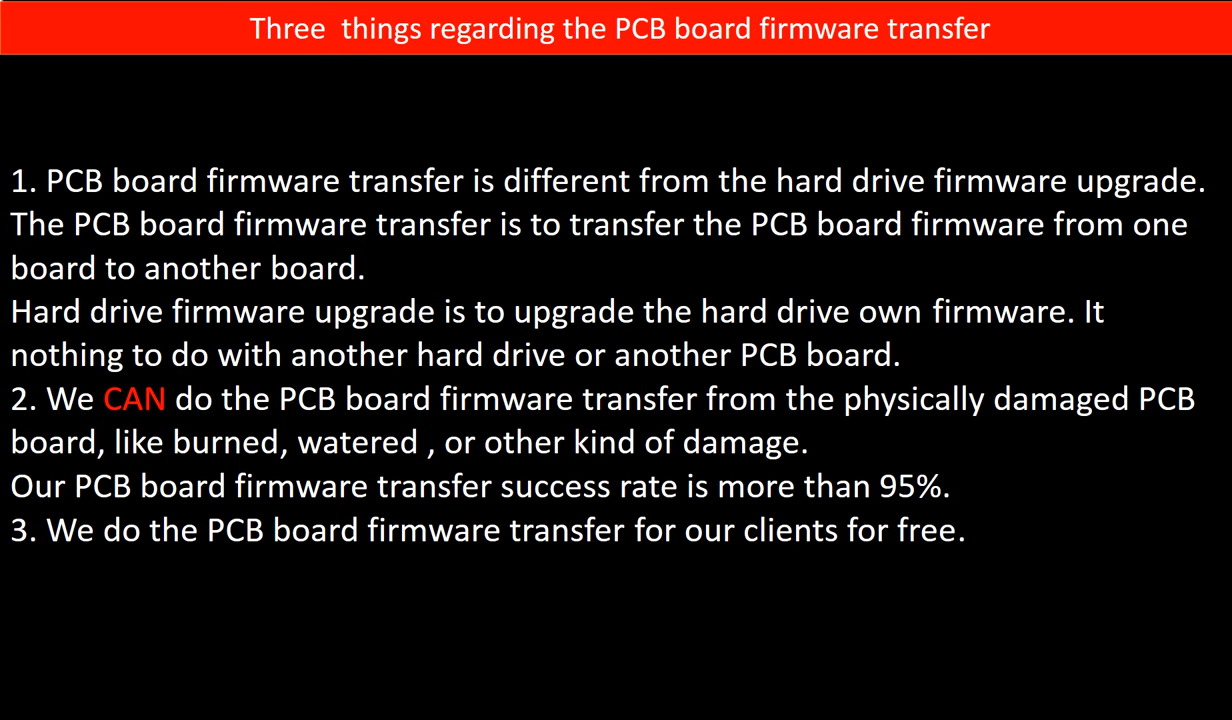 Three  things regarding the PCB board firmware transfer
1. PCB board firmware transfer is different from the hard drive firmware upgrade.
The PCB board firmware transfer is to transfer the PCB board firmware from one
board to another board.
Hard drive firmware upgrade is to upgrade the hard drive own firmware. It
nothing to do with another hard drive or another PCB board.
2. We CAN do the PCB board firmware transfer from the physically damaged PCB
board, like burned, watered , or other kind of damage.
Our PCB board firmware transfer success rate is more than 95%.
3. We do the PCB board firmware transfer for our clients for free.